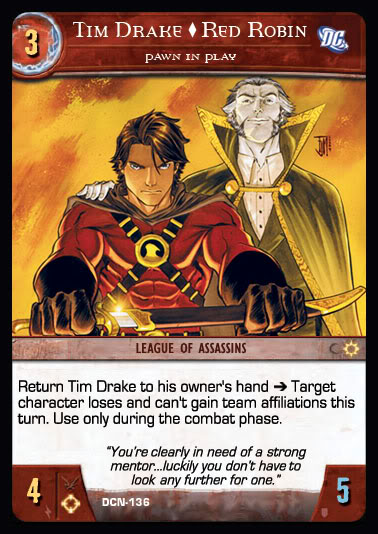 3
TIM DRAKE ♦ RED ROBIN
PAWN IN PLAY
DC
LEAGUE OF ASSASSINS
C
Return Tim Drake to his owner's hand ➔ Target
character loses and can't gain team affiliations this
turn. Use only during the combat phase.
"You're clearly in need of a strong
mentor...luckily you don't have to
look any further for one."
4
DCN-136
5